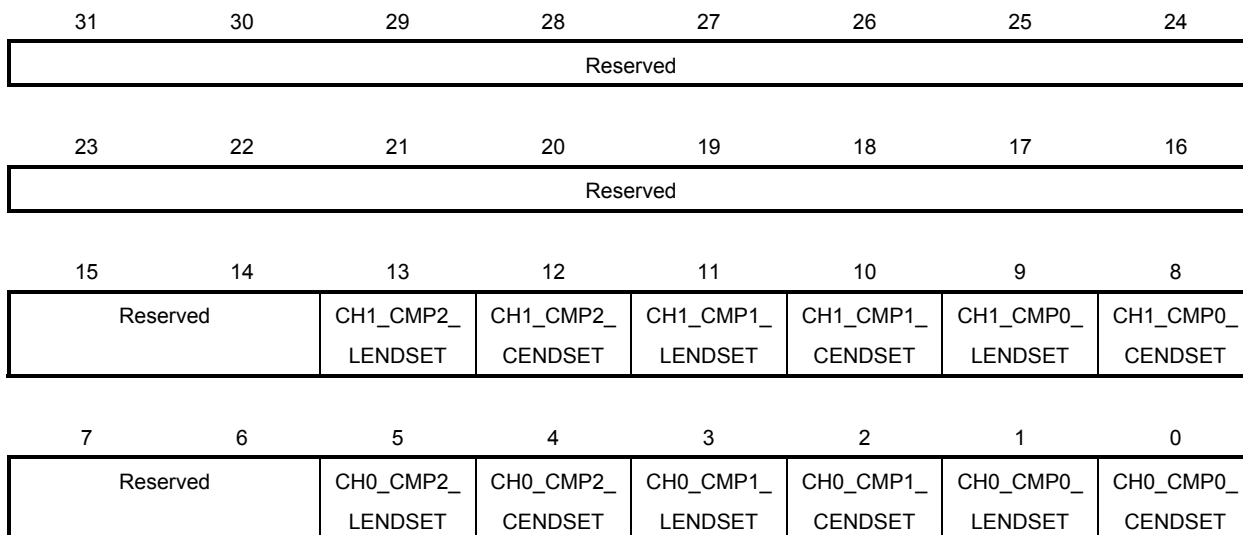 31 30 29 28 27 26 25 24
Reserved
23 22 21 20 19 18 17 16
Reserved
15 14 13 12 11 10 9 8
Reserved CH1_CMP2_ CH1_CMP2_ CH1_CMP1_ CH1_CMP1_ CH1_CMP0_ CH1_CMP0_
LENDSET CENDSET LENDSET CENDSET LENDSET CENDSET
7 6 5 4 3 2 1 0
Reserved CH0_CMP2_ CH0_CMP2_ CH0_CMP1_ CH0_CMP1_ CH0_CMP0_ CH0_CMP0_
LENDSET CENDSET LENDSET CENDSET LENDSET CENDSET